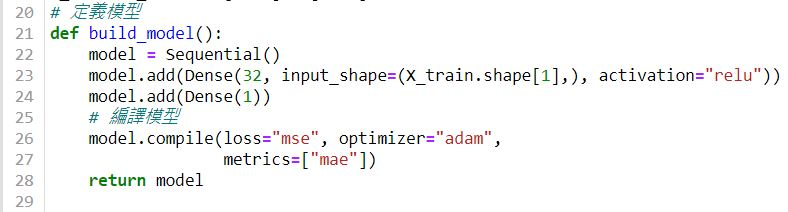 20 # 定義模型
21 def build_model():
22     model = Sequential()
23     model.add(Dense(32, input_shape=(X_train.shape[1],), activation="relu"))
24     model.add(Dense(1))
25     # 編譯模型
26     model.compile(loss="mse", optimizer="adam",
27                   metrics=["mae"])
28     return model
29